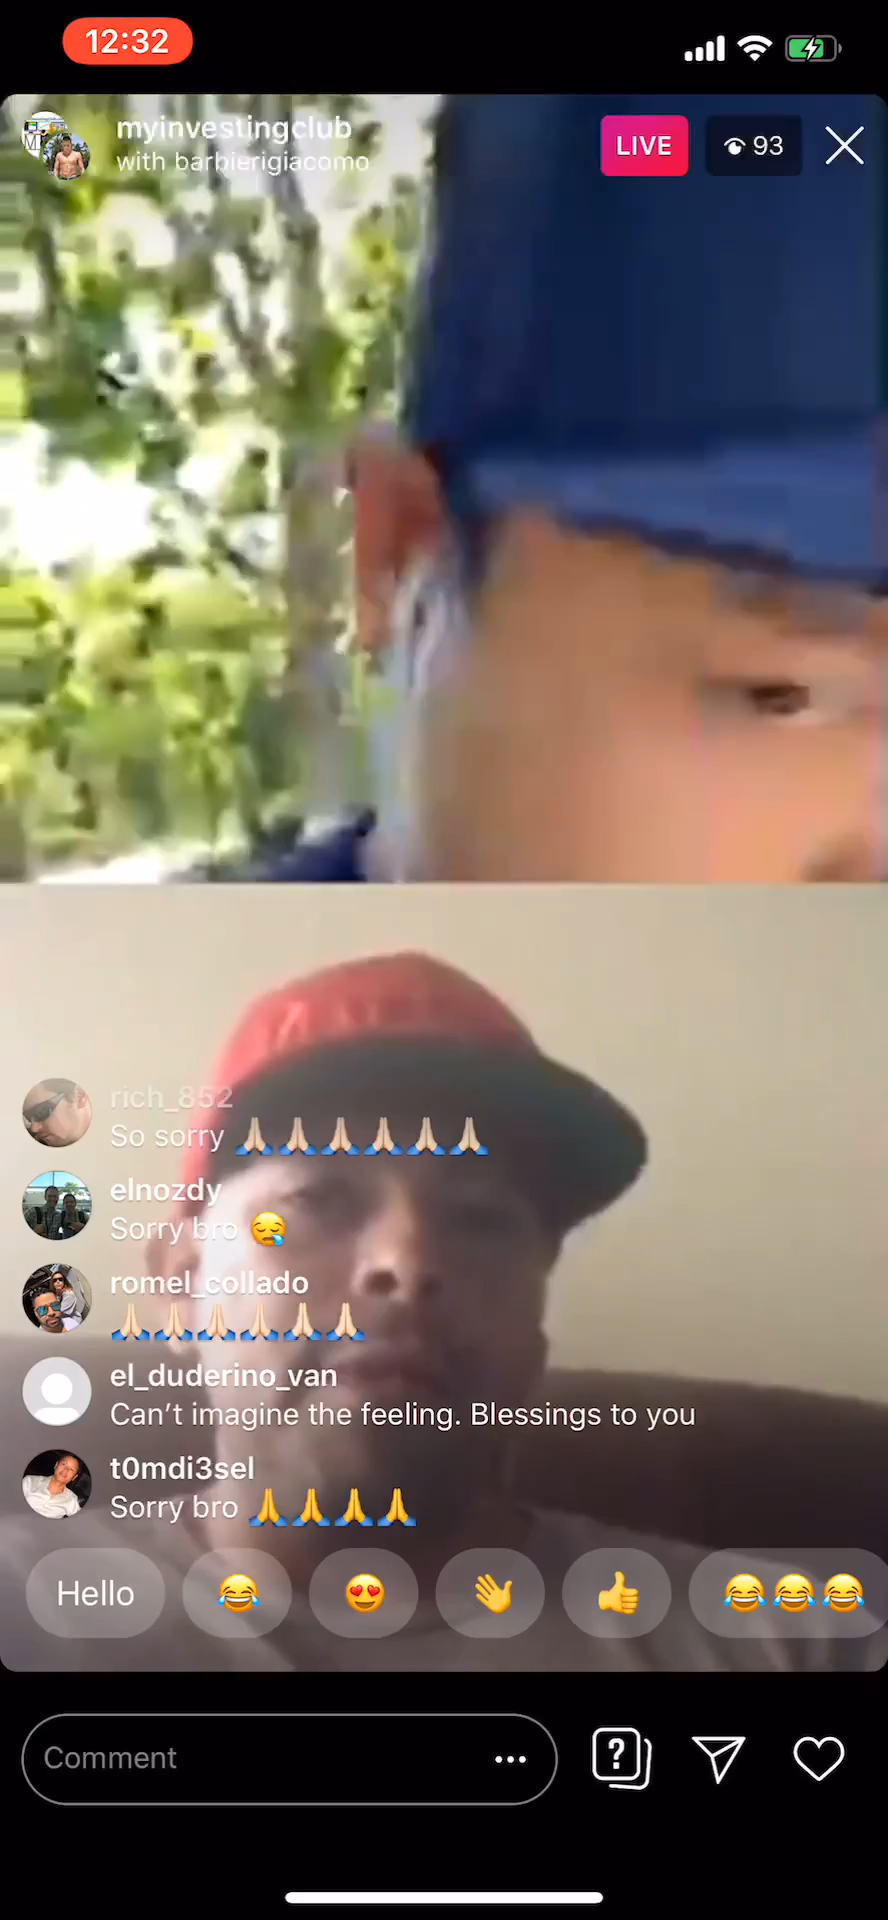 12:32
myinvestingclub
with barbierigiacomo
LIVE
93
rich_852
So sorry 🙏🏻🙏🏻🙏🏻🙏🏻🙏🏻🙏🏻
elnozdy
Sorry bro 😪
romel_collado
🙏🏻🙏🏻🙏🏻🙏🏻🙏🏻🙏🏻
el_duderino_van
Can’t imagine the feeling. Blessings to you
t0mdi3sel
Sorry bro 🙏🙏🙏🙏
Hello 😂 😍 👋 👍 😂😂😂
Comment